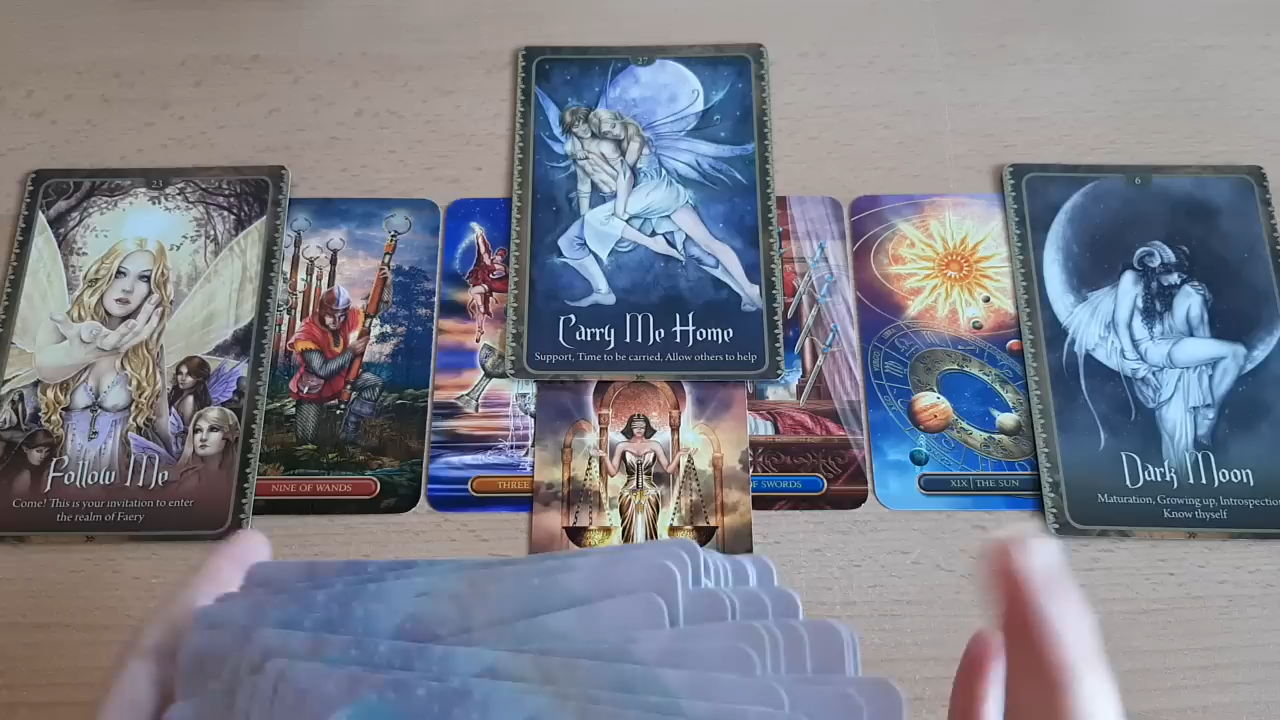 27
Carry Me Home
Support, Time to be carried, Allow others to help
23
Follow Me
Come! This is your invitation to enter
the realm of Faery
NINE OF WANDS
THREE
OF SWORDS
XIX | THE SUN
6
Dark Moon
Maturation, Growing up, Introspectio
Know thyself